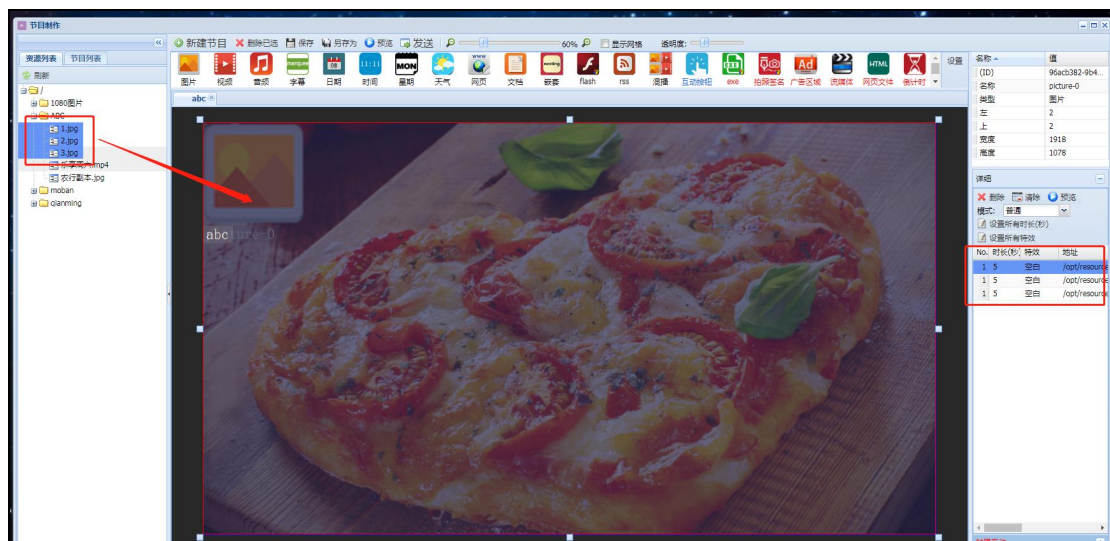 节目制作
资源列表 节目列表
刷新
/
1080图片
ABC
1.jpg
2.jpg
3.jpg
农行副本.jpg
moban
qianming
新建节目 删除已选 保存 另存为 预览 发送 60% 显示网格 透明度:
图片 视频 音频 字幕 日期 时间 星期 天气 网页 文档 嵌套 flash rss 混播 互动按钮 exe 拍照签名 广告区域 流媒体 网页文件 倒计时
设置
marquee 08 11:11 MON WWW exe Ad HTML
abc
abcture-0
名称 值
(ID) 96acb382-9b4...
名称 picture-0
类型 图片
左 2
上 2
宽度 1918
高度 1078
详细
删除 清除 预览
模式: 普通
设置所有时长(秒)
设置所有特效
No. 时长(秒) 特效 地址
1 5 空白 /opt/resource
1 5 空白 /opt/resource
1 5 空白 /opt/resource